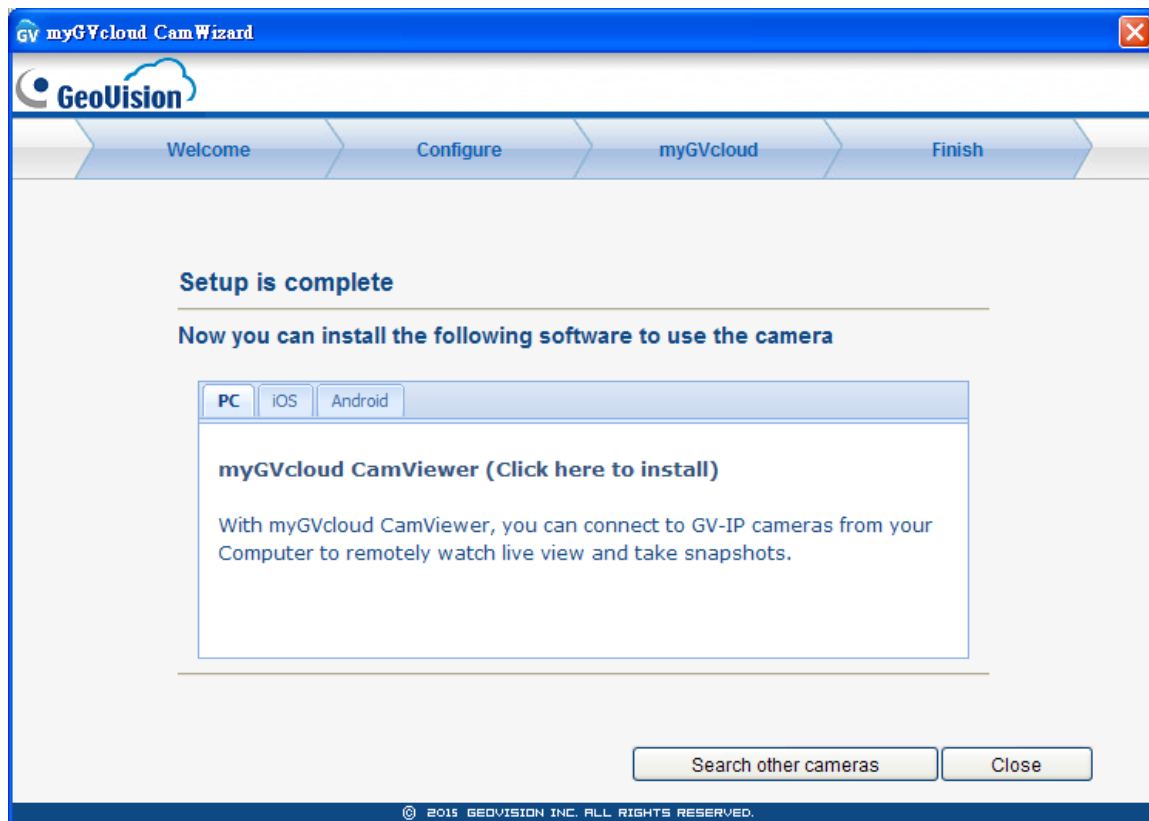 GV myGVcloud CamWizard
GeoVision
Welcome
Configure
myGVcloud
Finish
Setup is complete
Now you can install the following software to use the camera
PC
iOS
Android
myGVcloud CamViewer (Click here to install)
With myGVcloud CamViewer, you can connect to GV-IP cameras from your
Computer to remotely watch live view and take snapshots.
Search other cameras
Close
© 2015 GEOVISION INC. ALL RIGHTS RESERVED.